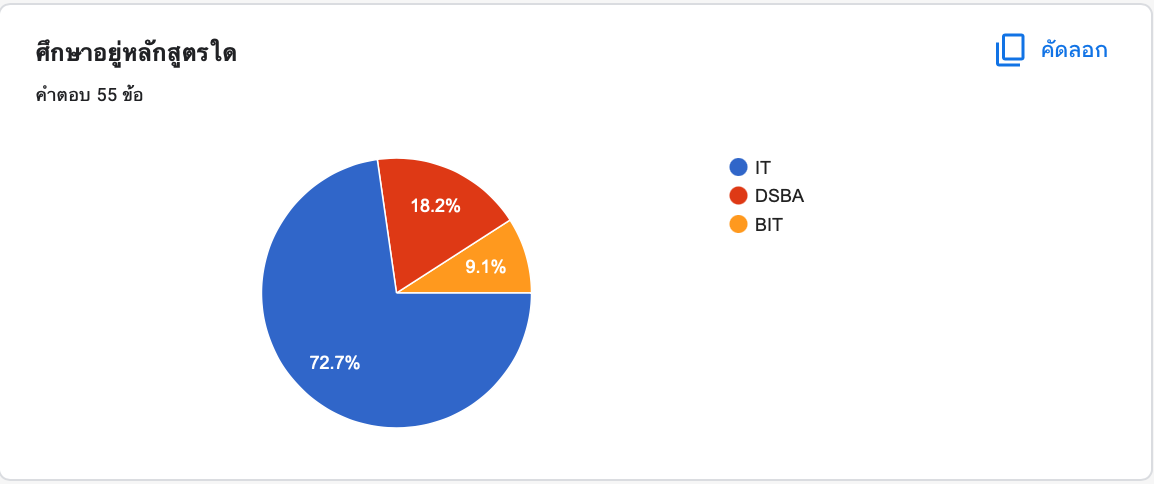 ศึกษาอยู่หลักสูตรใด
คัดลอก
คำตอบ 55 ข้อ
IT
DSBA
BIT
18.2%
9.1%
72.7%